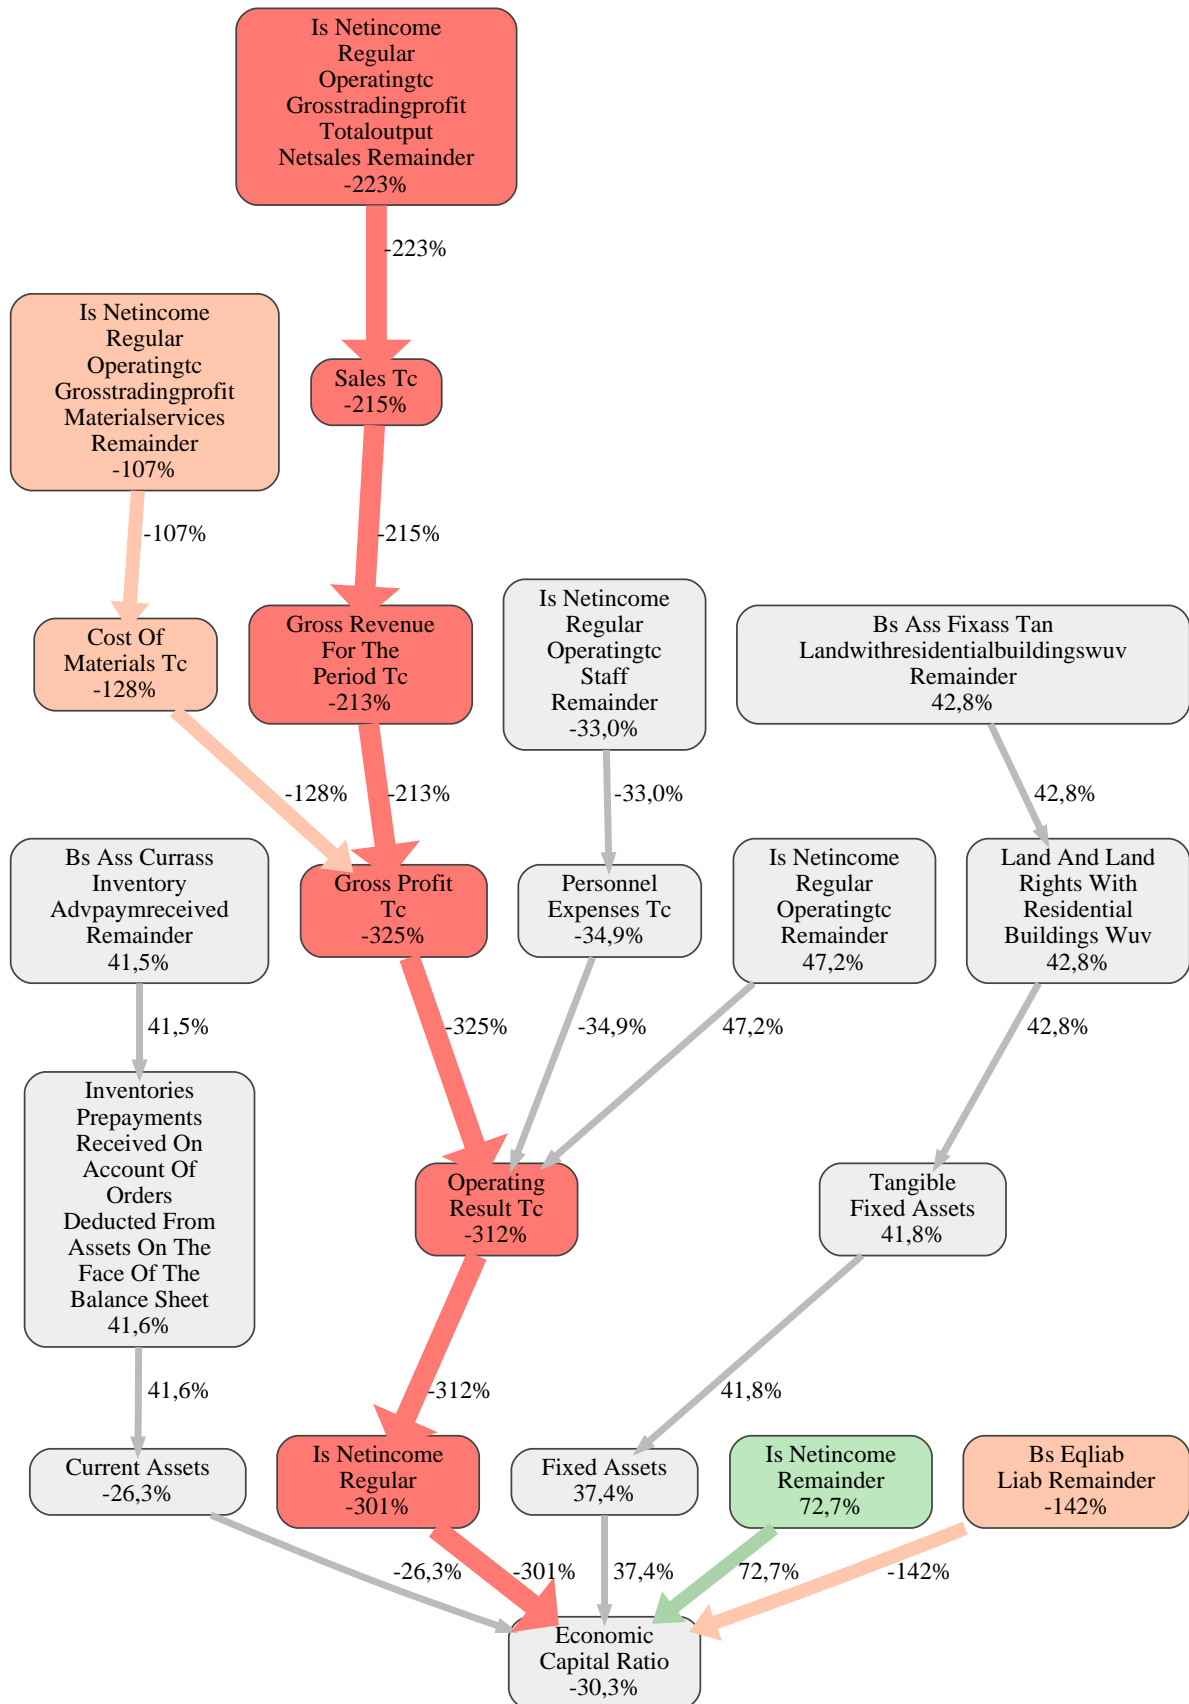 Is Netincome
Regular
Operatingtc
Grosstradingprofit
Totaloutput
Netsales Remainder
-223%
-223%
Is Netincome
Regular
Operatingtc
Grosstradingprofit
Materialservices
Remainder
-107%
Sales Tc
-215%
-107%
-215%
Cost Of
Materials Tc
-128%
Gross Revenue
For The
Period Tc
-213%
Is Netincome
Regular
Operatingtc
Staff
Remainder
-33,0%
Bs Ass Fixass Tan
Landwithresidentialbuildingswuv
Remainder
42,8%
-128%
-213%
-33,0%
42,8%
Bs Ass Currass
Inventory
Advpaymreceived
Remainder
41,5%
Gross Profit
Tc
-325%
Personnel
Expenses Tc
-34,9%
Is Netincome
Regular
Operatingtc
Remainder
47,2%
Land And Land
Rights With
Residential
Buildings Wuv
42,8%
41,5%
-325%
-34,9%
47,2%
42,8%
Inventories
Prepayments
Received On
Account Of
Orders
Deducted From
Assets On The
Face Of The
Balance Sheet
41,6%
Operating
Result Tc
-312%
Tangible
Fixed Assets
41,8%
41,6%
-312%
41,8%
Current Assets
-26,3%
Is Netincome
Regular
-301%
Fixed Assets
37,4%
Is Netincome
Remainder
72,7%
Bs Eqliab
Liab Remainder
-142%
-26,3%
-301%
37,4%
72,7%
-142%
Economic
Capital Ratio
-30,3%